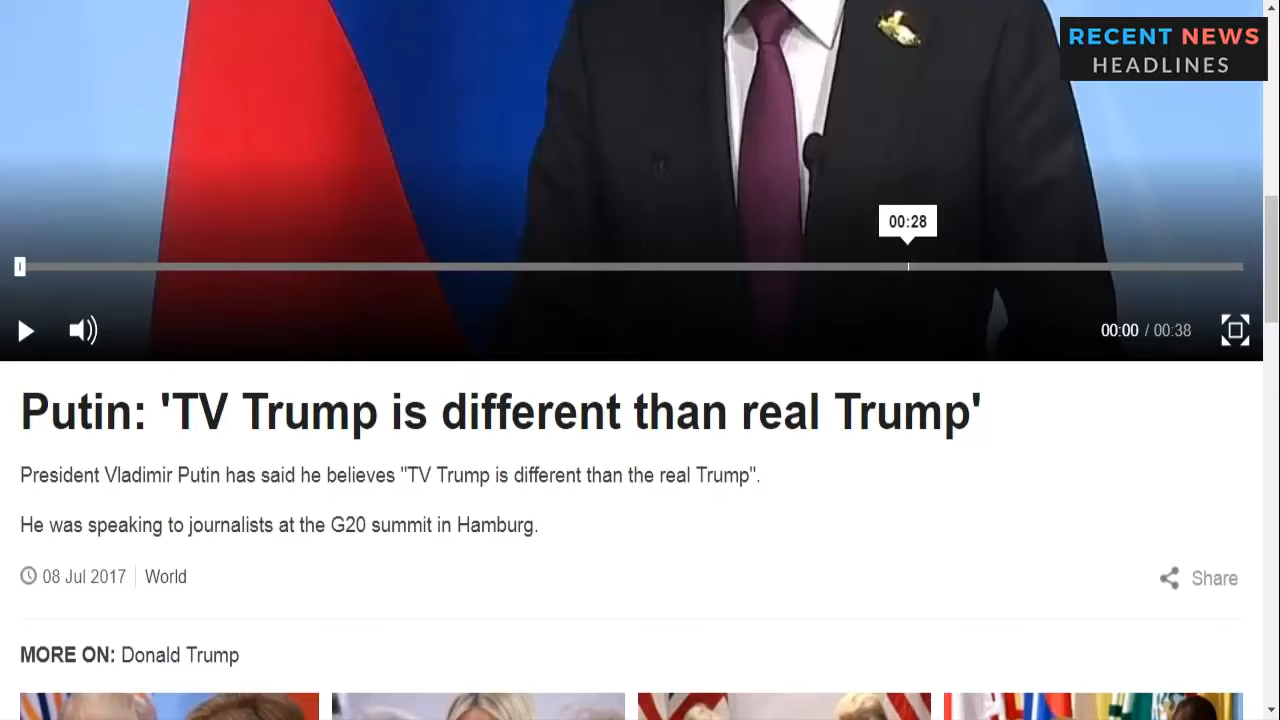 RECENT NEWS
HEADLINES
00:28
00:00 / 00:38
Putin: 'TV Trump is different than real Trump'
President Vladimir Putin has said he believes "TV Trump is different than the real Trump".
He was speaking to journalists at the G20 summit in Hamburg.
08 Jul 2017 World
Share
MORE ON: Donald Trump